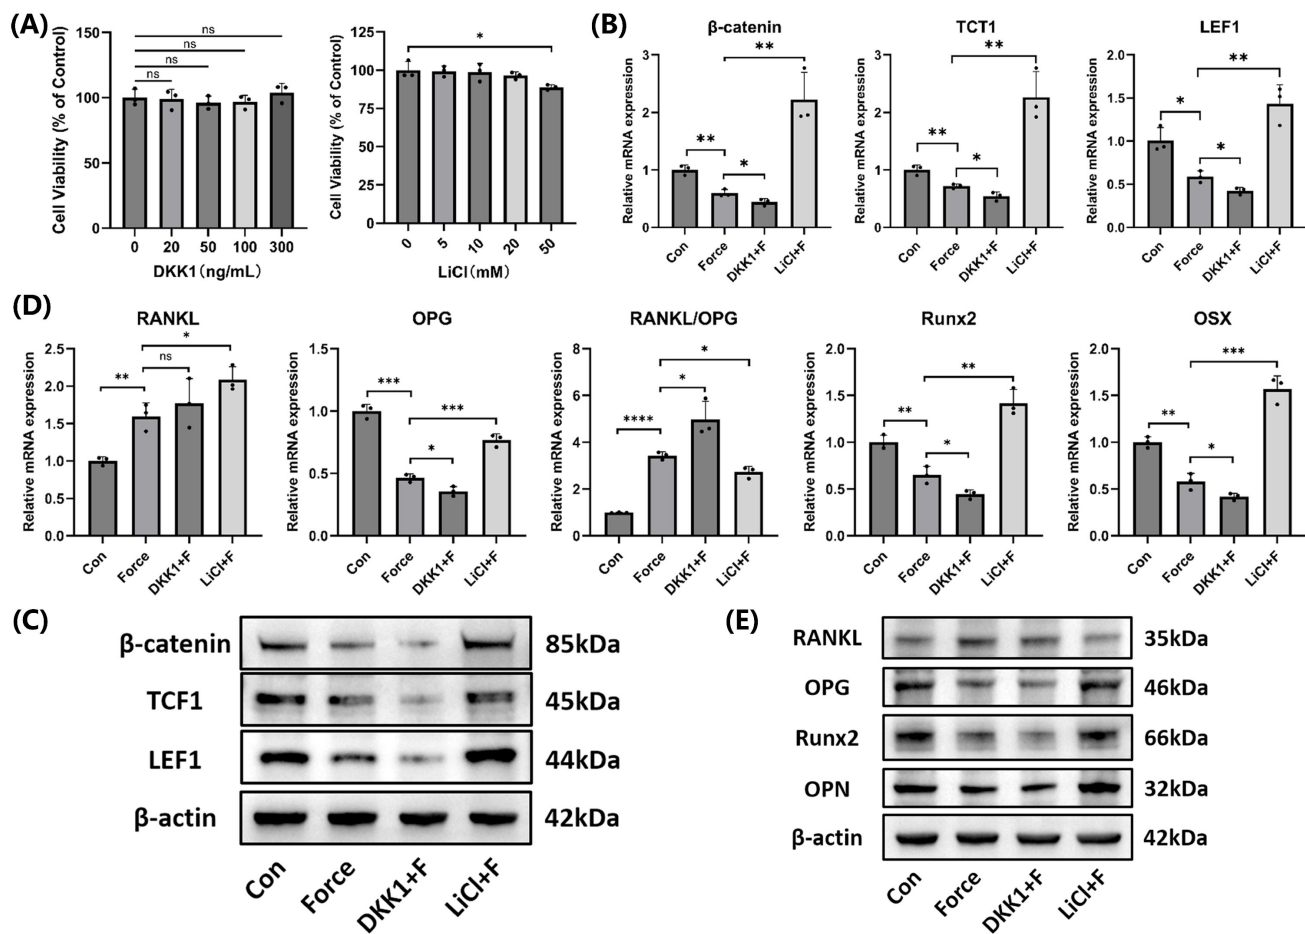 (A)
ns
ns
ns
ns
Cell Viability (% of Control)
150
100
50
0
0 20 50 100 300
DKK1(ng/mL)
*
Cell Viability (% of Control)
125
100
75
50
25
0
0 5 10 20 50
LiCl(mM)
(B)
β-catenin
Relative mRNA expression
3
2
1
0
**
**
*
Con Force DKK1+F LiCl+F
TCT1
Relative mRNA expression
3
2
1
0
**
**
*
Con Force DKK1+F LiCl+F
LEF1
Relative mRNA expression
2.0
1.5
1.0
0.5
0.0
**
*
*
Con Force DKK1+F LiCl+F
(D)
RANKL
Relative mRNA expression
2.5
2.0
1.5
1.0
0.5
0.0
*
ns
**
Con Force DKK1+F LiCl+F
OPG
Relative mRNA expression
1.5
1.0
0.5
0.0
***
***
*
Con Force DKK1+F LiCl+F
RANKL/OPG
Relative mRNA expression
8
6
4
2
0
*
*
****
Con Force DKK1+F LiCl+F
Runx2
Relative mRNA expression
2.0
1.5
1.0
0.5
0.0
**
**
*
Con Force DKK1+F LiCl+F
OSX
Relative mRNA expression
2.0
1.5
1.0
0.5
0.0
***
**
*
Con Force DKK1+F LiCl+F
(C)
β-catenin 85kDa
TCF1 45kDa
LEF1 44kDa
β-actin 42kDa
Con Force DKK1+F LiCl+F
(E)
RANKL 35kDa
OPG 46kDa
Runx2 66kDa
OPN 32kDa
β-actin 42kDa
Con Force DKK1+F LiCl+F